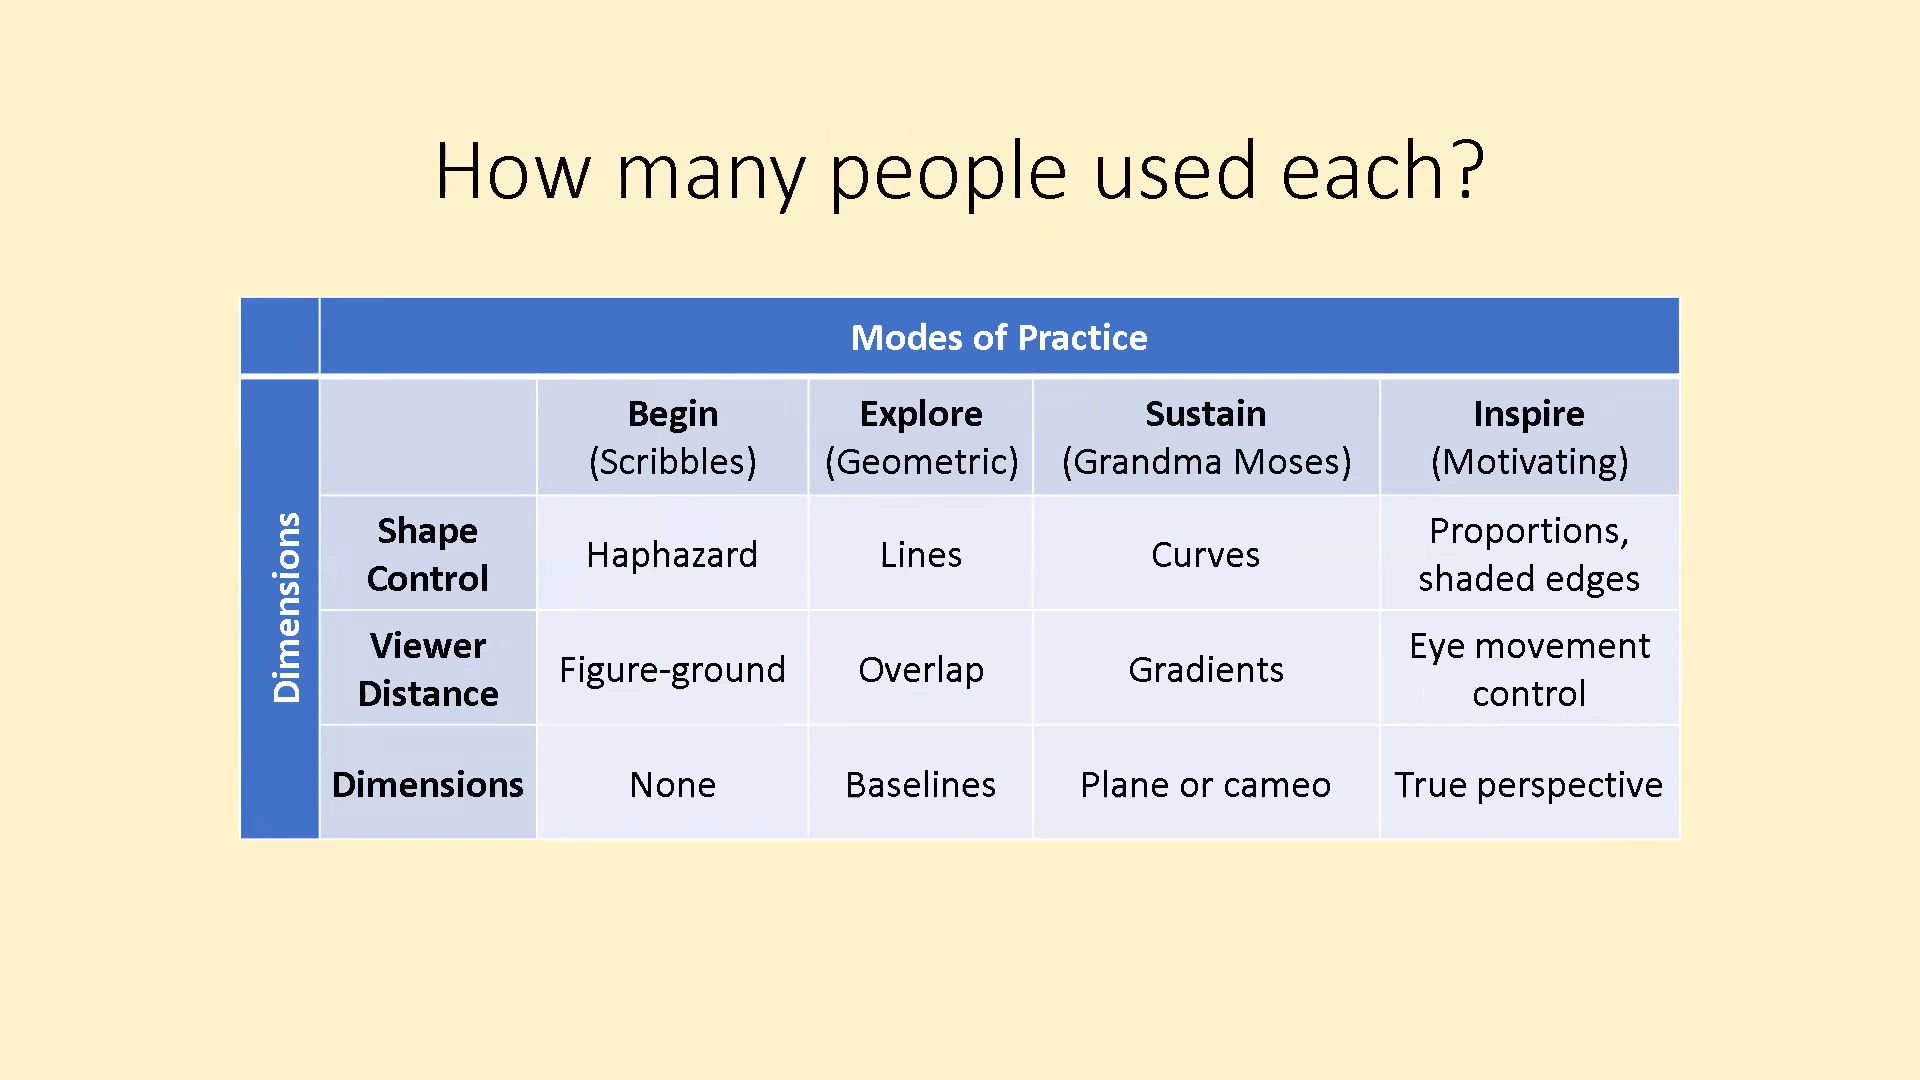 How many people used each?
Modes of Practice
Dimensions
Begin
(Scribbles)
Explore
(Geometric)
Sustain
(Grandma Moses)
Inspire
(Motivating)
Shape
Control
Haphazard
Lines
Curves
Proportions,
shaded edges
Viewer
Distance
Figure-ground
Overlap
Gradients
Eye movement
control
Dimensions
None
Baselines
Plane or cameo
True perspective